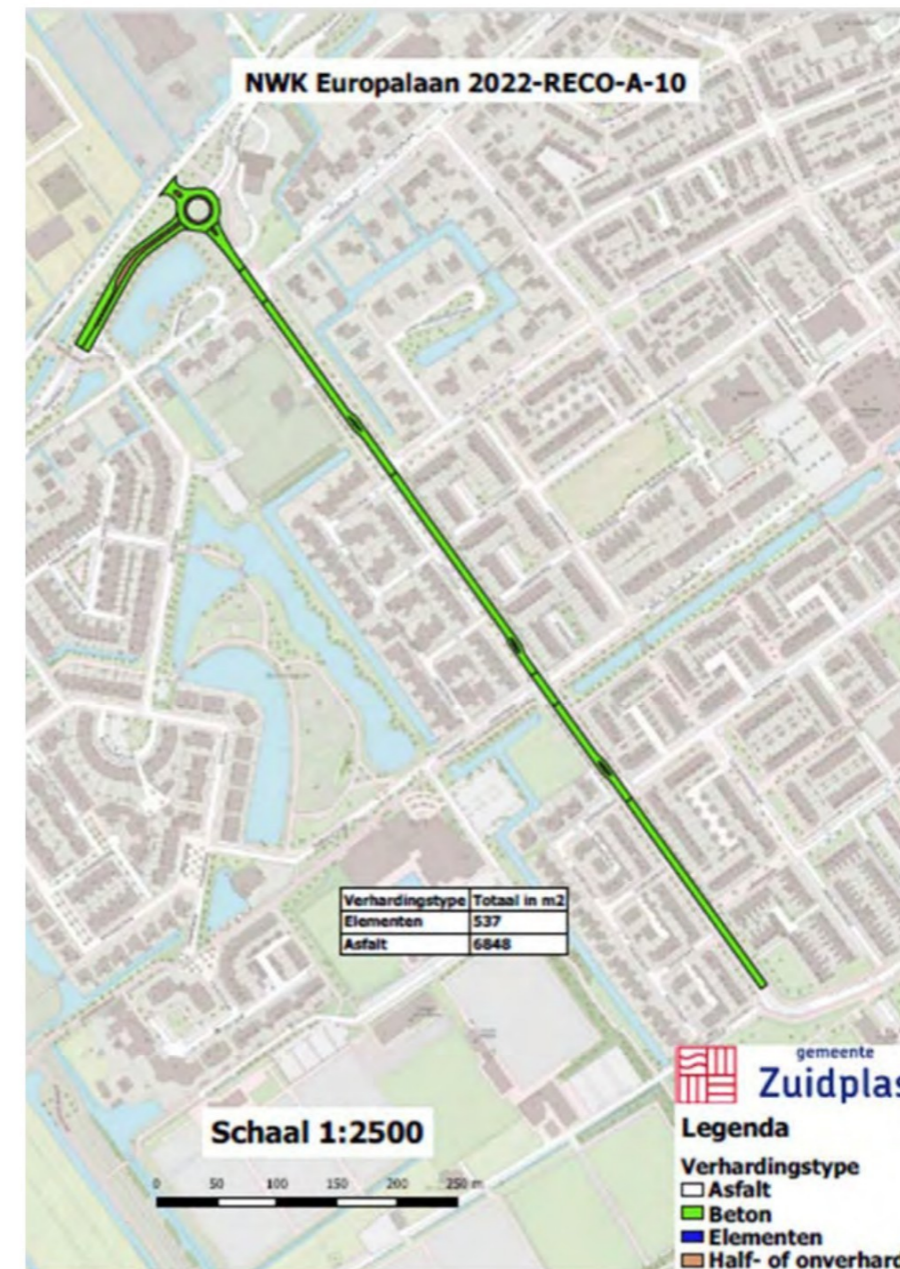 NWK Europalaan 2022-RECO-A-10
Verhardingstype Totaal in m2
Elementen 537
Asfalt 6848
gemeente
Zuidplas
Schaal 1:2500
0 50 100 150 200 250 m
Legenda
Verhardingstype
Asfalt
Beton
Elementen
Half- of onverhard